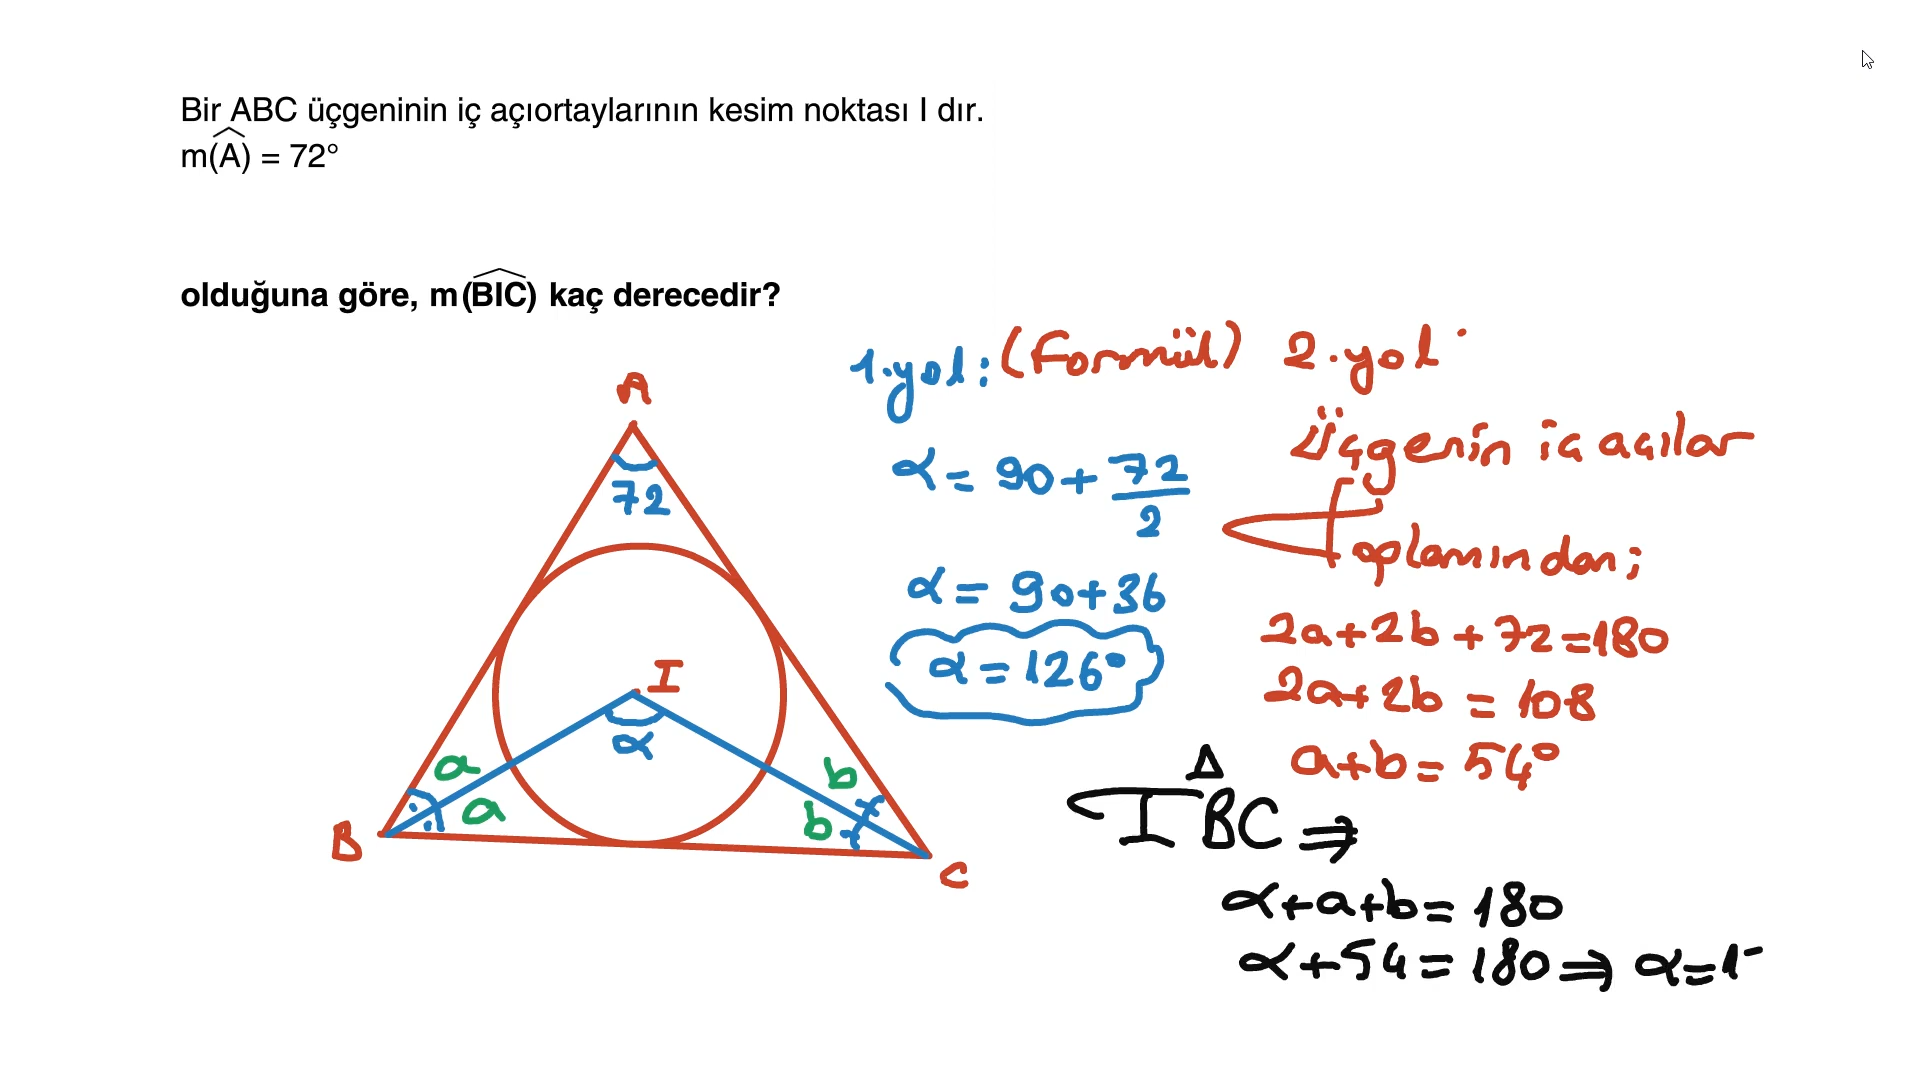 Bir ABC üçgeninin iç açıortaylarının kesim noktası I dır.
m(A) = 72°
olduğuna göre, m(BIC) kaç derecedir?
1.yol: (Formül)
α = 90 + 72/2
α = 90+36
α = 126°
2.yol
Üçgenin iç açılar
Toplamından;
2a+2b+72=180
2a+2b = 108
a+b = 54°
Δ
IBC ⇒
α+a+b = 180
α+54 = 180 ⇒ α=1
A
72
I
α
a
a
b
b
B
C